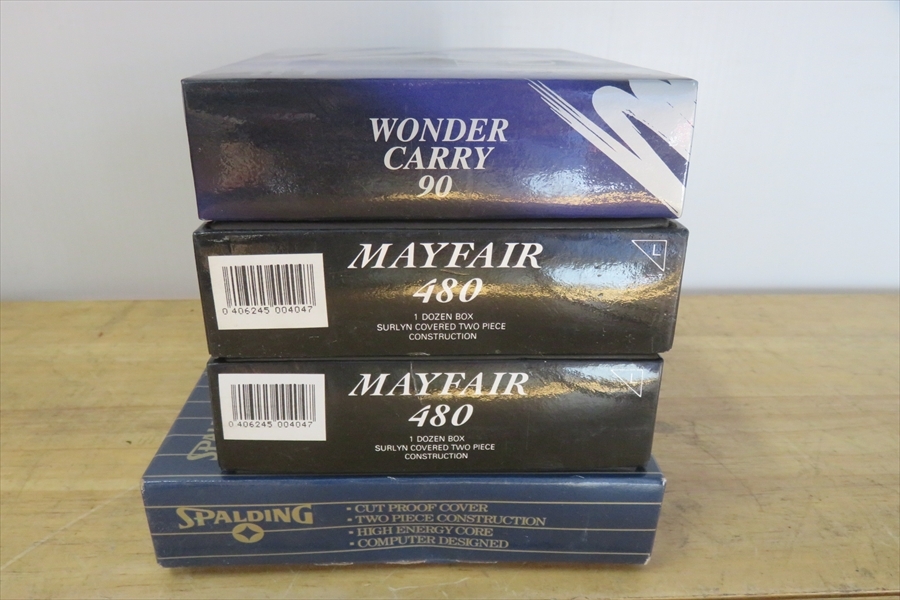 WONDER
CARRY
90
MAYFAIR
480
L
1 DOZEN BOX
SURLYN COVERED TWO PIECE
CONSTRUCTION
0 406245 004047
MAYFAIR
480
1 DOZEN BOX
SURLYN COVERED TWO PIECE
CONSTRUCTION
0 406245 004047
SPALDING
• CUT PROOF COVER
• TWO PIECE CONSTRUCTION
• HIGH ENERGY CORE
• COMPUTER DESIGNED